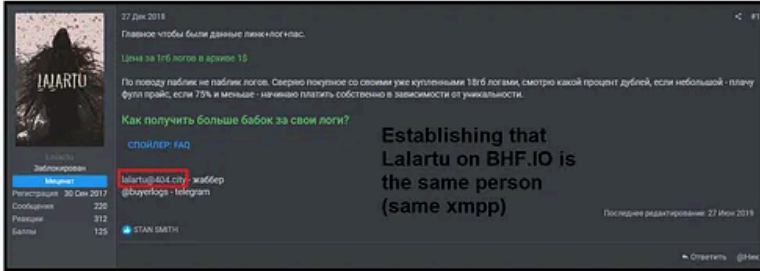 27 Дек 2018
#1
Главное чтобы были данные линк+лог+пас.
Цена за 1гб логов в архиве 1$
LALARTU
По поводу паблик не паблик логов. Сверяю покупное со своими уже купленными 18гб логами, смотрю какой процент дублей, если небольшой - плачу
фулл прайс, если 75% и меньше - начинаю платить собственно в зависимости от уникальности.
Как получить больше бабок за свои логи?
СПОЙЛЕР: FAQ
Establishing that
Lalartu on BHF.IO is
the same person
(same xmpp)
Lalartu
Заблокирован
Меценат
Регистрация 30 Сен 2017
Сообщения 220
Реакции 312
Баллы 125
lalartu@404.city - жаббер
@buyerlogs - telegram
Последнее редактирование: 27 Июн 2019
STAN SMITH
Ответить @Ник